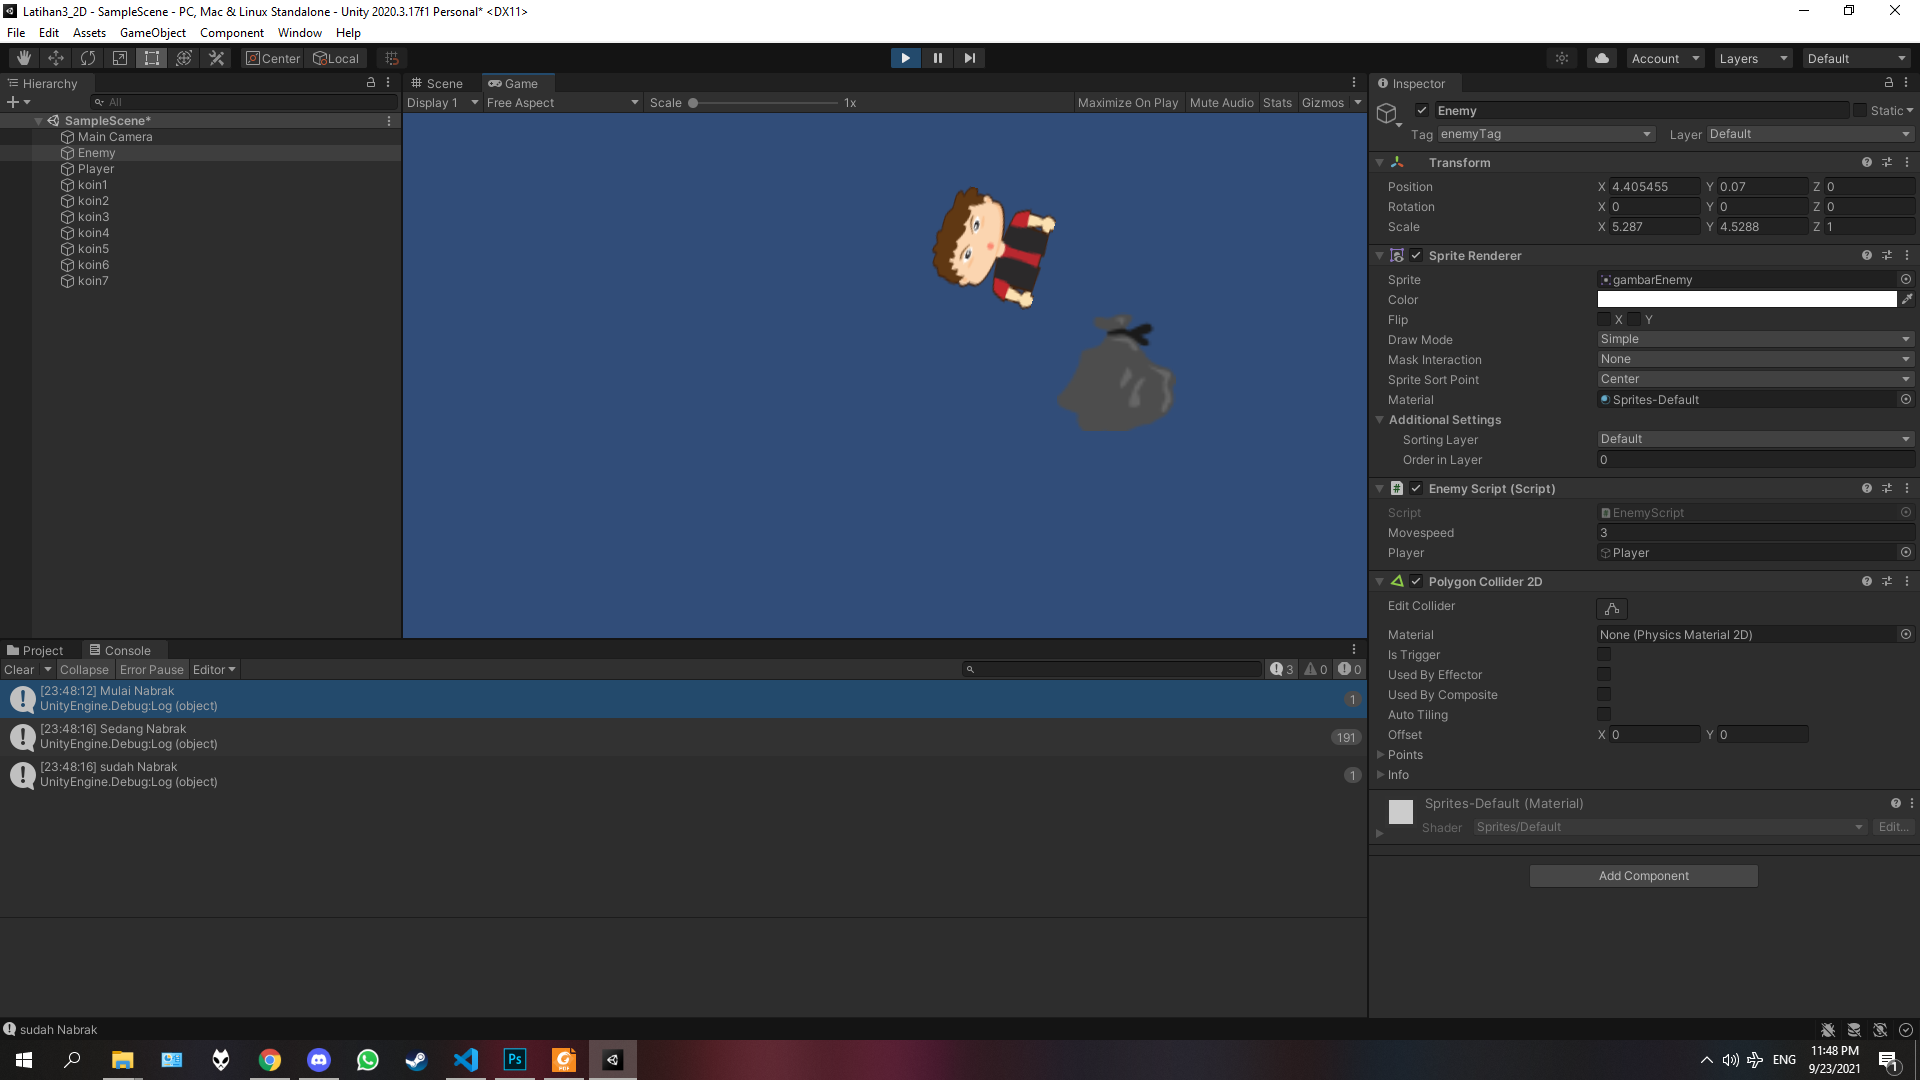 Latihan3_2D - SampleScene - PC, Mac & Linux Standalone - Unity 2020.3.17f1 Personal* <DX11>
File Edit Assets GameObject Component Window Help
Center Local Account Layers Default
Hierarchy
All
SampleScene*
Main Camera
Enemy
Player
koin1
koin2
koin3
koin4
koin5
koin6
koin7
Scene Game
Display 1 Free Aspect Scale 1x Maximize On Play Mute Audio Stats Gizmos
Inspector
Enemy Static
Tag enemyTag Layer Default
Transform
Position X 4.405455 Y 0.07 Z 0
Rotation X 0 Y 0 Z 0
Scale X 5.287 Y 4.5288 Z 1
Sprite Renderer
Sprite gambarEnemy
Color
Flip X Y
Draw Mode Simple
Mask Interaction None
Sprite Sort Point Center
Material Sprites-Default
Additional Settings
Sorting Layer Default
Order in Layer 0
Enemy Script (Script)
Script EnemyScript
Movespeed 3
Player Player
Polygon Collider 2D
Edit Collider
Material None (Physics Material 2D)
Is Trigger
Used By Effector
Used By Composite
Auto Tiling
Offset X 0 Y 0
Points
Info
Sprites-Default (Material)
Shader Sprites/Default Edit...
Add Component
Project Console
Clear Collapse Error Pause Editor 3 0 0
[23:48:12] Mulai Nabrak
UnityEngine.Debug:Log (object) 1
[23:48:16] Sedang Nabrak
UnityEngine.Debug:Log (object) 191
[23:48:16] sudah Nabrak
UnityEngine.Debug:Log (object) 1
sudah Nabrak
Ps PDF ENG 11:48 PM
9/23/2021 1